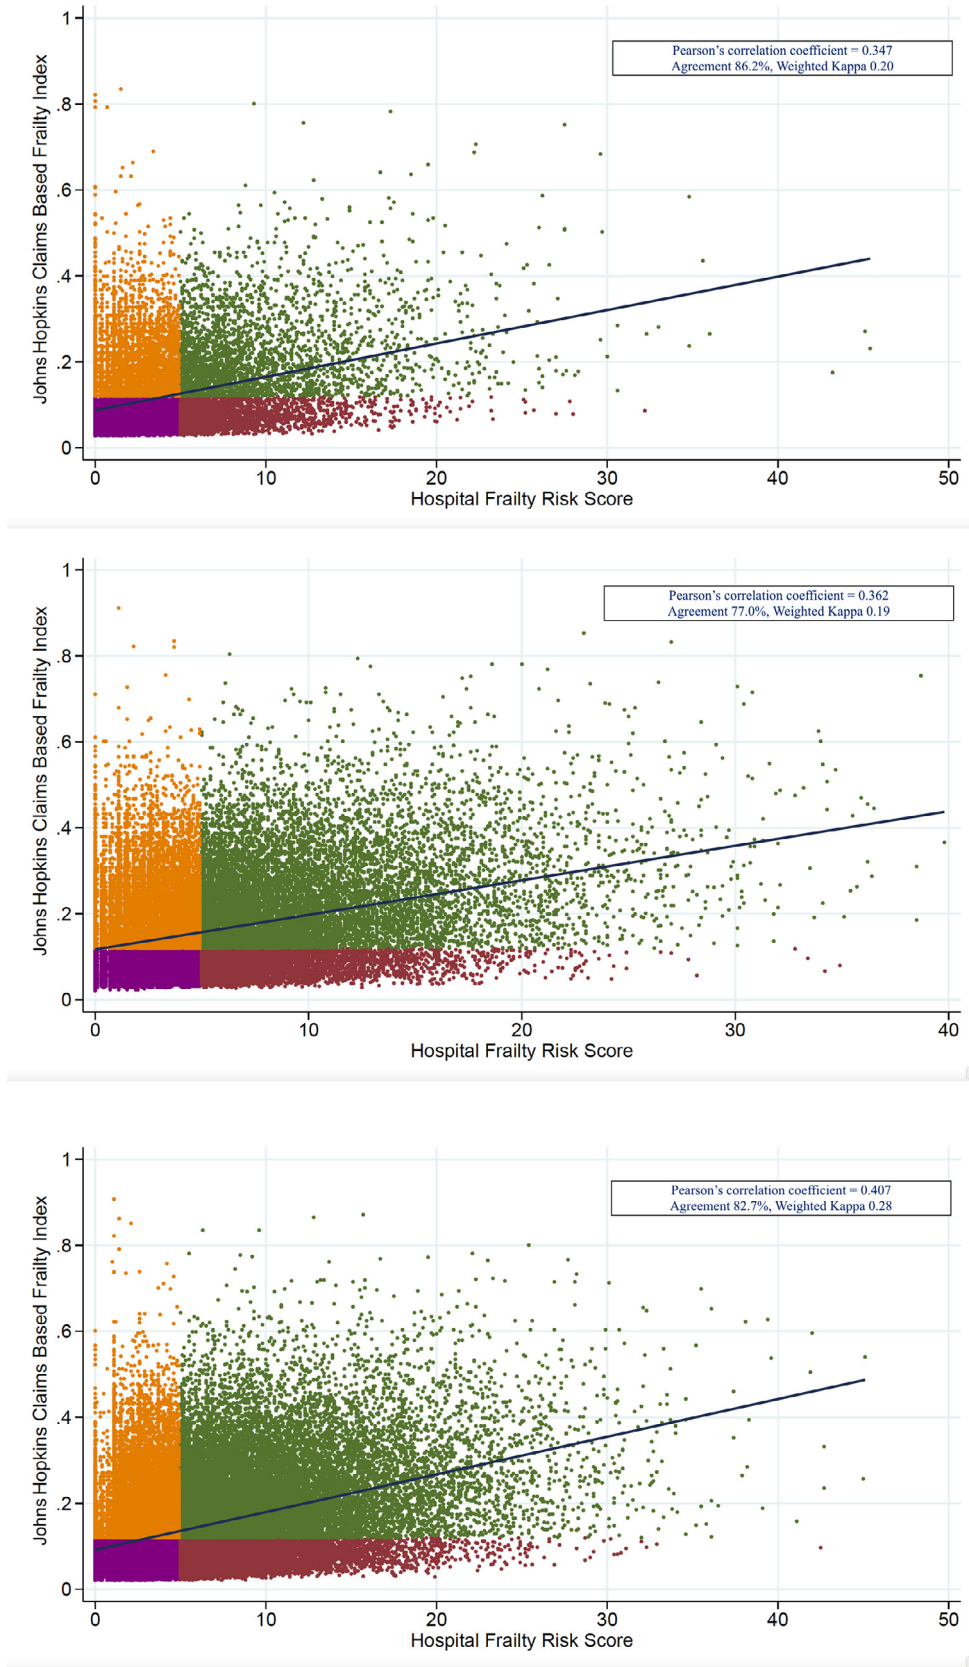 Johns Hopkins Claims Based Frailty Index
1
.8
.6
.4
.2
0
Pearson's correlation coefficient = 0.347
Agreement 86.2%, Weighted Kappa 0.20
0 10 20 30 40 50
Hospital Frailty Risk Score
Johns Hopkins Claims Based Frailty Index
1
.8
.6
.4
.2
0
Pearson's correlation coefficient = 0.362
Agreement 77.0%, Weighted Kappa 0.19
0 10 20 30 40
Hospital Frailty Risk Score
Johns Hopkins Claims Based Frailty Index
1
.8
.6
.4
.2
0
Pearson's correlation coefficient = 0.407
Agreement 82.7%, Weighted Kappa 0.28
0 10 20 30 40 50
Hospital Frailty Risk Score